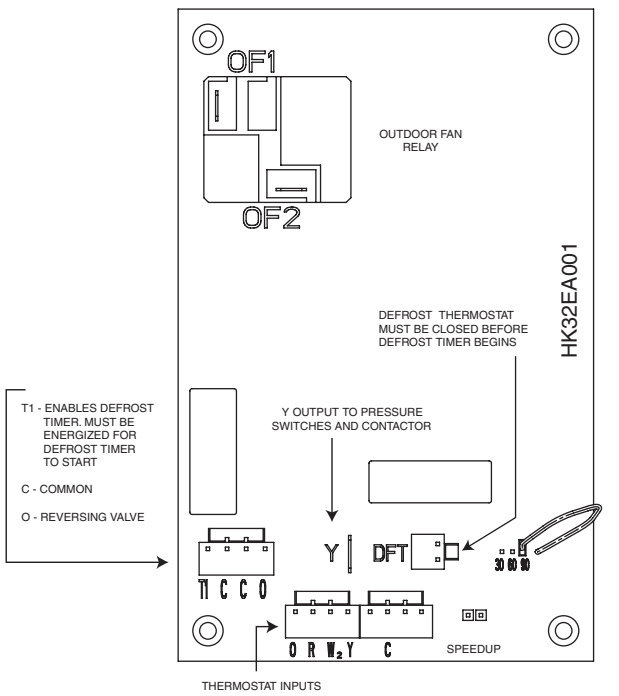 OF1
OUTDOOR FAN
RELAY
OF2
HK32EA001
DEFROST THERMOSTAT
MUST BE CLOSED BEFORE
DEFROST TIMER BEGINS
T1 - ENABLES DEFROST
TIMER. MUST BE
ENERGIZED FOR
DEFROST TIMER
TO START
C - COMMON
O - REVERSING VALVE
Y OUTPUT TO PRESSURE
SWITCHES AND CONTACTOR
Y
DFT
30 60 90
T1 C C O
O R W₂ Y C
SPEEDUP
THERMOSTAT INPUTS